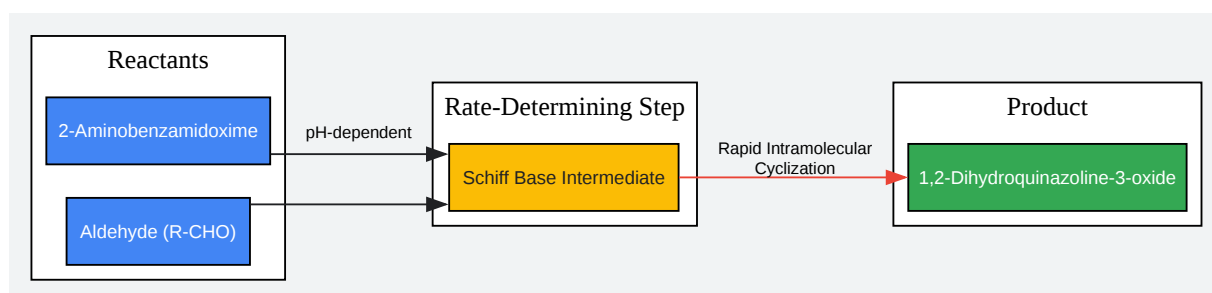 Reactants
2-Aminobenzamidoxime
Aldehyde (R-CHO)
pH-dependent
Rate-Determining Step
Schiff Base Intermediate
Rapid Intramolecular
Cyclization
Product
1,2-Dihydroquinazoline-3-oxide